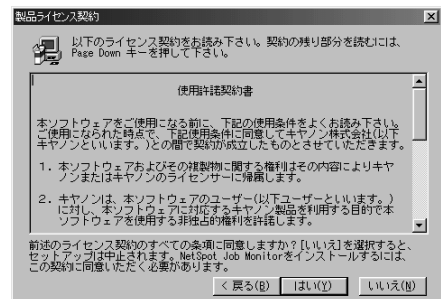 製品ライセンス契約
以下のライセンス契約をお読み下さい。契約の残り部分を読むには、
Page Down キーを押して下さい。
使用許諾契約書
本ソフトウェアをご使用になる前に、下記の使用条件をよくお読み下さい。
ご使用になられた時点で、下記使用条件に同意してキヤノン株式会社(以下
キヤノンといいます。)との間で契約が成立したものとさせていただきます。
1. 本ソフトウェアおよびその複製物に関する権利はその内容によりキヤ
ノンまたはキヤノンのライセンサーに帰属します。
2. キヤノンは、本ソフトウェアのユーザー(以下ユーザーといいます。)
に対し、本ソフトウェアに対応するキヤノン製品を利用する目的で本
ソフトウェアを使用する非独占的権利を許諾します。
前述のライセンス契約のすべての条項に同意しますか?[いいえ]を選択すると、
セットアップは中止されます。NetSpot Job Monitorをインストールするには、
この契約に同意いただく必要があります。
< 戻る(B) はい(Y) いいえ(N)